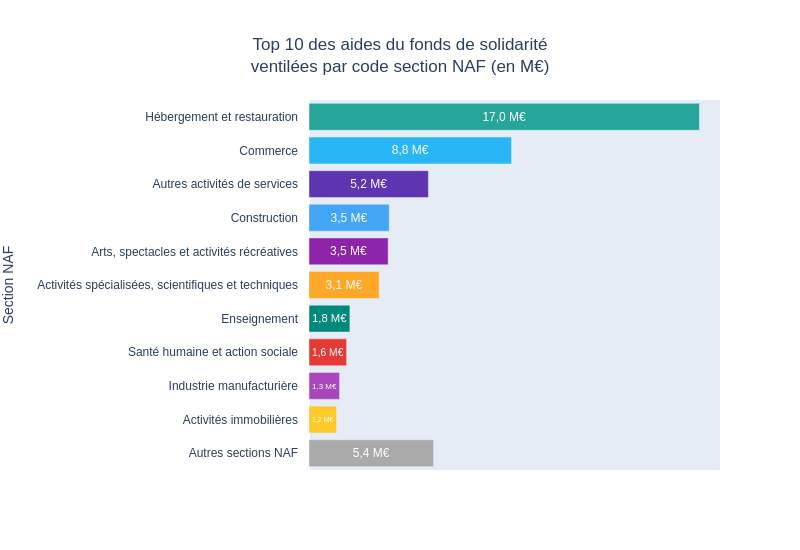 Top 10 des aides du fonds de solidarité
ventilées par code section NAF (en M€)
Section NAF
Hébergement et restauration 17,0 M€
Commerce 8,8 M€
Autres activités de services 5,2 M€
Construction 3,5 M€
Arts, spectacles et activités récréatives 3,5 M€
Activités spécialisées, scientifiques et techniques 3,1 M€
Enseignement 1,8 M€
Santé humaine et action sociale 1,6 M€
Industrie manufacturière 1,3 M€
Activités immobilières 1,2 M€
Autres sections NAF 5,4 M€